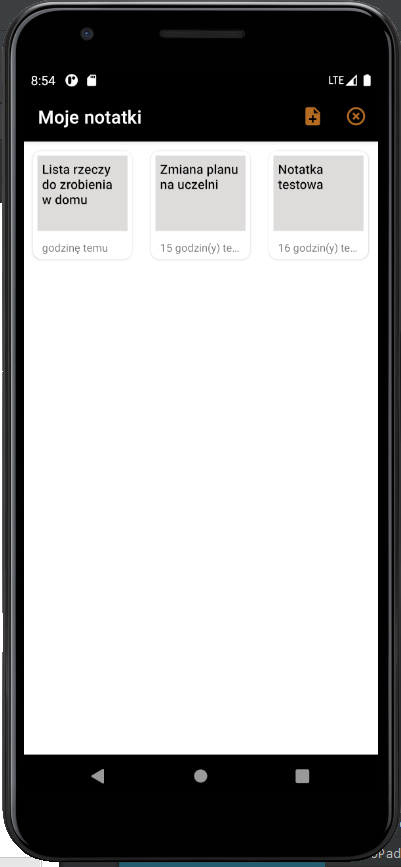 8:54 LTE
Moje notatki
Lista rzeczy
do zrobienia
w domu
godzinę temu
Zmiana planu
na uczelni
15 godzin(y) te...
Notatka
testowa
16 godzin(y) te...